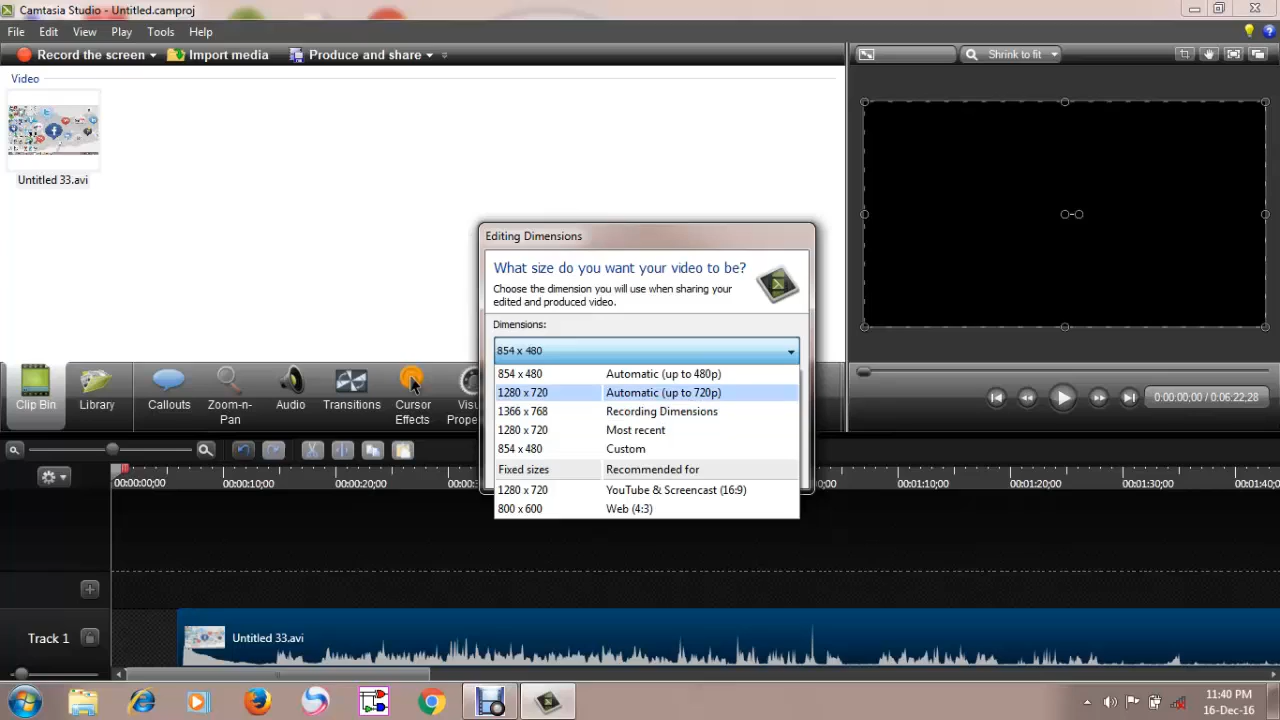 Camtasia Studio - Untitled.camproj
File Edit View Play Tools Help
Record the screen Import media Produce and share
Shrink to fit
Video
Untitled 33.avi
Editing Dimensions
What size do you want your video to be?
Choose the dimension you will use when sharing your
edited and produced video.
Dimensions:
854 x 480
854 x 480 Automatic (up to 480p)
1280 x 720 Automatic (up to 720p)
1366 x 768 Recording Dimensions
1280 x 720 Most recent
854 x 480 Custom
Fixed sizes Recommended for
1280 x 720 YouTube & Screencast (16:9)
800 x 600 Web (4:3)
Clip Bin Library Callouts Zoom-n-
Pan Audio Transitions Cursor
Effects
0:00:00;00 / 0:06:22;28
00:00:00;00 00:00:10;00 00:00:20;00 00:01:10;00 00:01:20;00 00:01:30;00
Track 1 Untitled 33.avi
11:40 PM
16-Dec-16